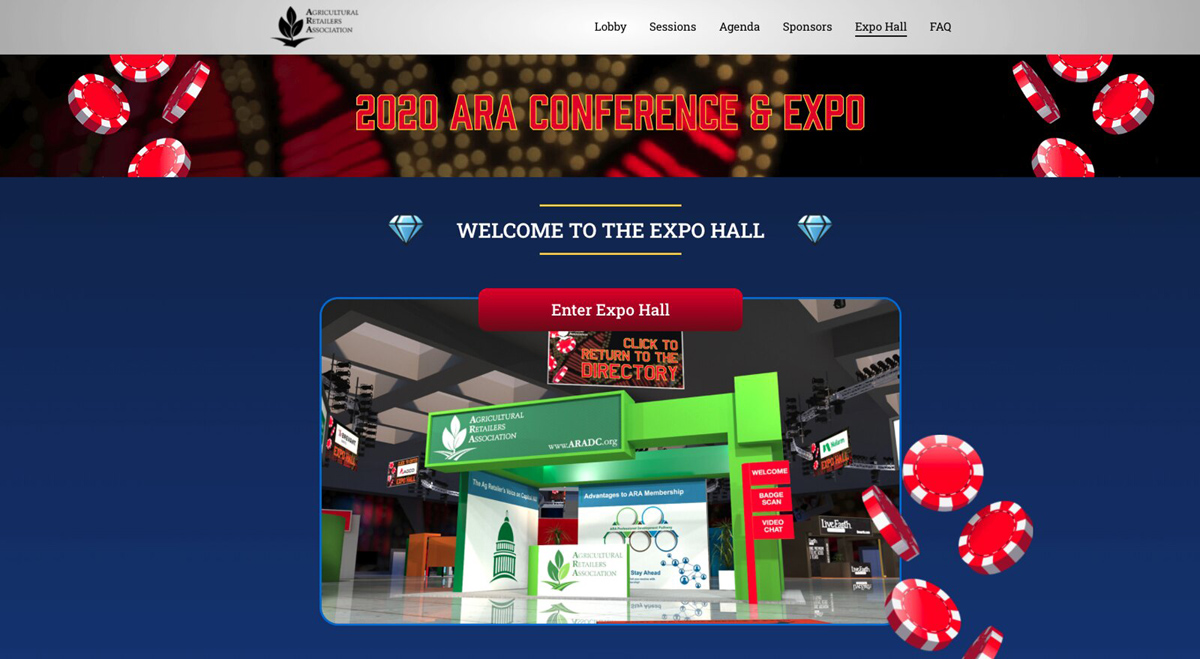 AGRICULTURAL
RETAILERS
ASSOCIATION
Lobby Sessions Agenda Sponsors Expo Hall FAQ
2020 ARA CONFERENCE & EXPO
WELCOME TO THE EXPO HALL
Enter Expo Hall
CLICK TO
RETURN TO THE
DIRECTORY
AGRICULTURAL
RETAILERS
ASSOCIATION
www.ARADC.org
The Ag Retailer's Voice on Capitol Hill
Advantages to ARA Membership
WELCOME
BADGE
SCAN
VIDEO
CHAT
Nufarm
EXPO HALL
AGCO
EXPO HALL
LiveEarth
AGRICULTURAL
RETAILERS
ASSOCIATION
Stay Ahead